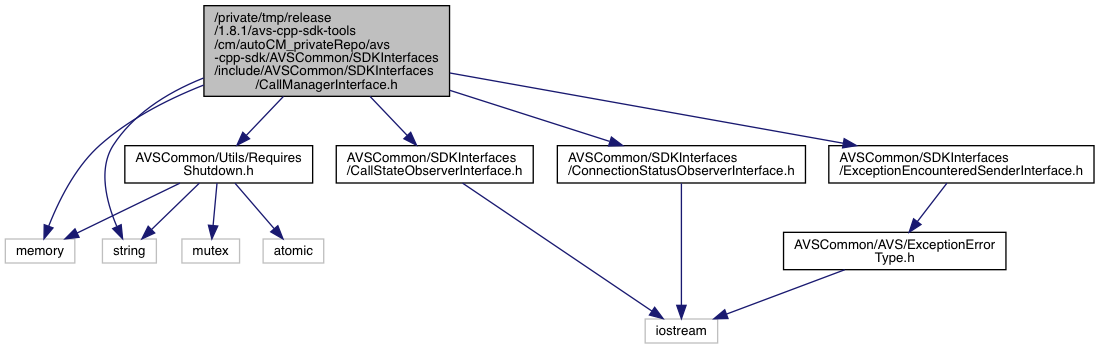 /private/tmp/release
/1.8.1/avs-cpp-sdk-tools
/cm/autoCM_privateRepo/avs
-cpp-sdk/AVSCommon/SDKInterfaces
/include/AVSCommon/SDKInterfaces
/CallManagerInterface.h
AVSCommon/Utils/Requires
Shutdown.h
AVSCommon/SDKInterfaces
/CallStateObserverInterface.h
AVSCommon/SDKInterfaces
/ConnectionStatusObserverInterface.h
AVSCommon/SDKInterfaces
/ExceptionEncounteredSenderInterface.h
memory
string
mutex
atomic
AVSCommon/AVS/ExceptionError
Type.h
iostream